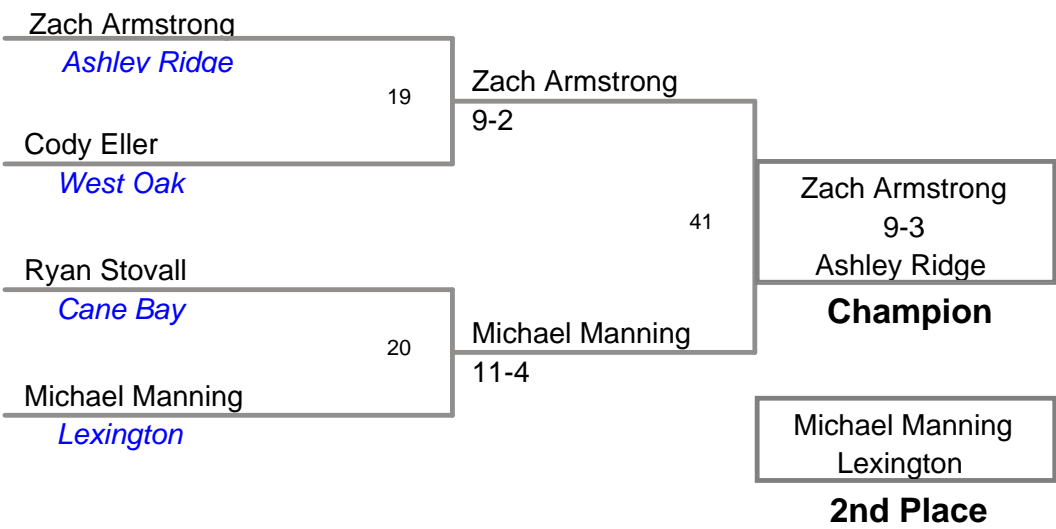 Zach Armstrong
Ashley Ridge
19
Zach Armstrong
9-2
Cody Eller
West Oak
Zach Armstrong
9-3
Ashley Ridge
Champion
41
Ryan Stovall
Cane Bay
20
Michael Manning
11-4
Michael Manning
Lexington
Michael Manning
Lexington
2nd Place